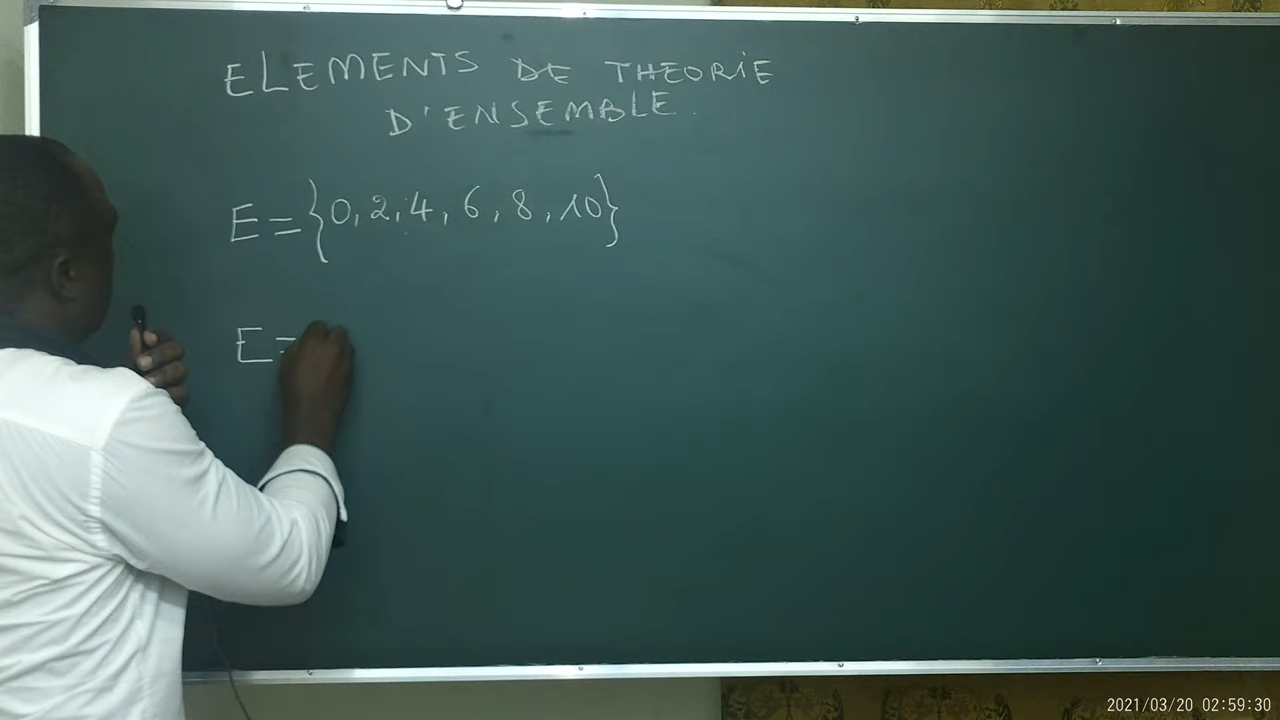 ELEMENTS DE THEORIE
D'ENSEMBLE.
E={0,2,4,6,8,10}
E=
2021/03/20 02:59:30